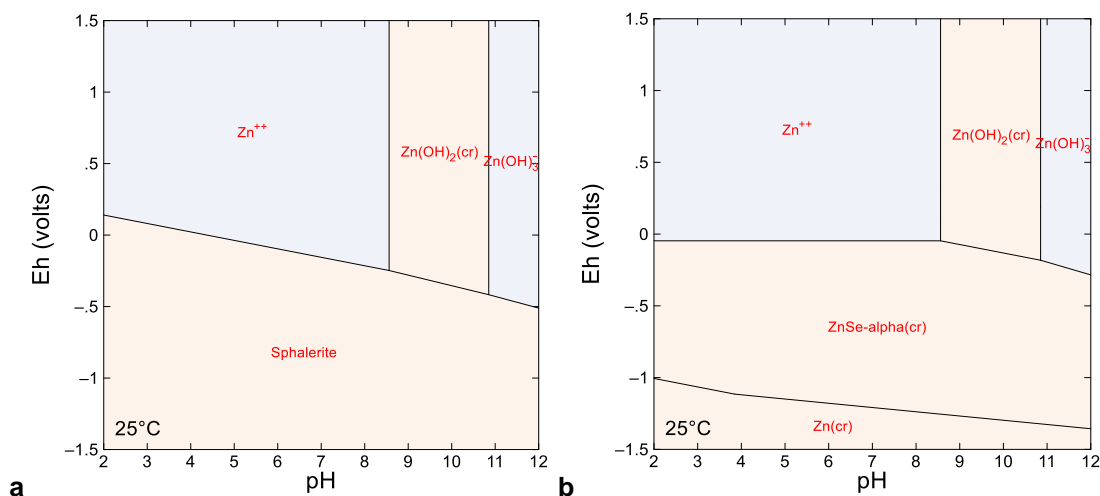 1.5
1
.5
0
–.5
–1
–1.5
Eh (volts)
Zn⁺⁺
Zn(OH)₂(cr)
Zn(OH)₃⁻
Sphalerite
25°C
2 3 4 5 6 7 8 9 10 11 12
pH
a
1.5
1
.5
0
–.5
–1
–1.5
Eh (volts)
Zn⁺⁺
Zn(OH)₂(cr)
Zn(OH)₃⁻
ZnSe-alpha(cr)
Zn(cr)
25°C
2 3 4 5 6 7 8 9 10 11 12
pH
b